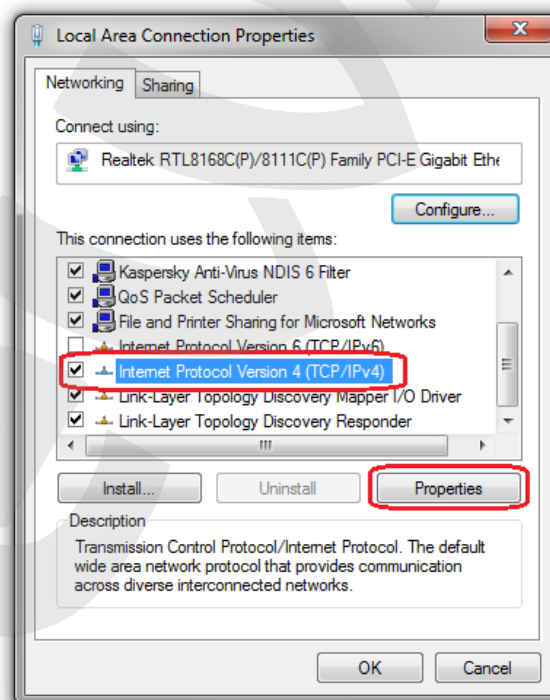 Local Area Connection Properties
Networking
Sharing
Connect using:
Realtek RTL8168C(P)/8111C(P) Family PCI-E Gigabit Ethe
Configure...
This connection uses the following items:
Kaspersky Anti-Virus NDIS 6 Filter
QoS Packet Scheduler
File and Printer Sharing for Microsoft Networks
Internet Protocol Version 6 (TCP/IPv6)
Internet Protocol Version 4 (TCP/IPv4)
Link-Layer Topology Discovery Mapper I/O Driver
Link-Layer Topology Discovery Responder
Install...
Uninstall
Properties
Description
Transmission Control Protocol/Internet Protocol. The default
wide area network protocol that provides communication
across diverse interconnected networks.
OK
Cancel